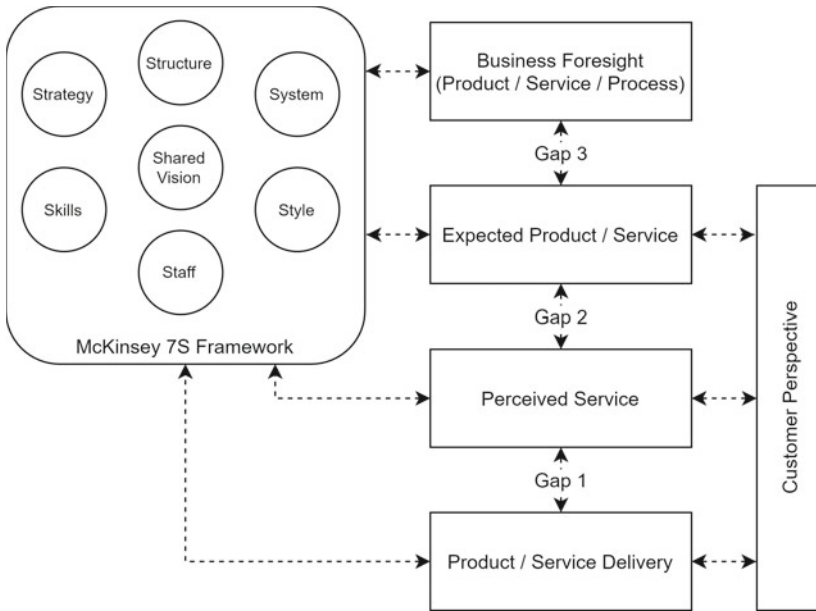 Structure
Strategy
System
Shared
Vision
Skills
Style
Staff
McKinsey 7S Framework
Business Foresight
(Product / Service / Process)
Gap 3
Expected Product / Service
Gap 2
Perceived Service
Gap 1
Product / Service Delivery
Customer Perspective